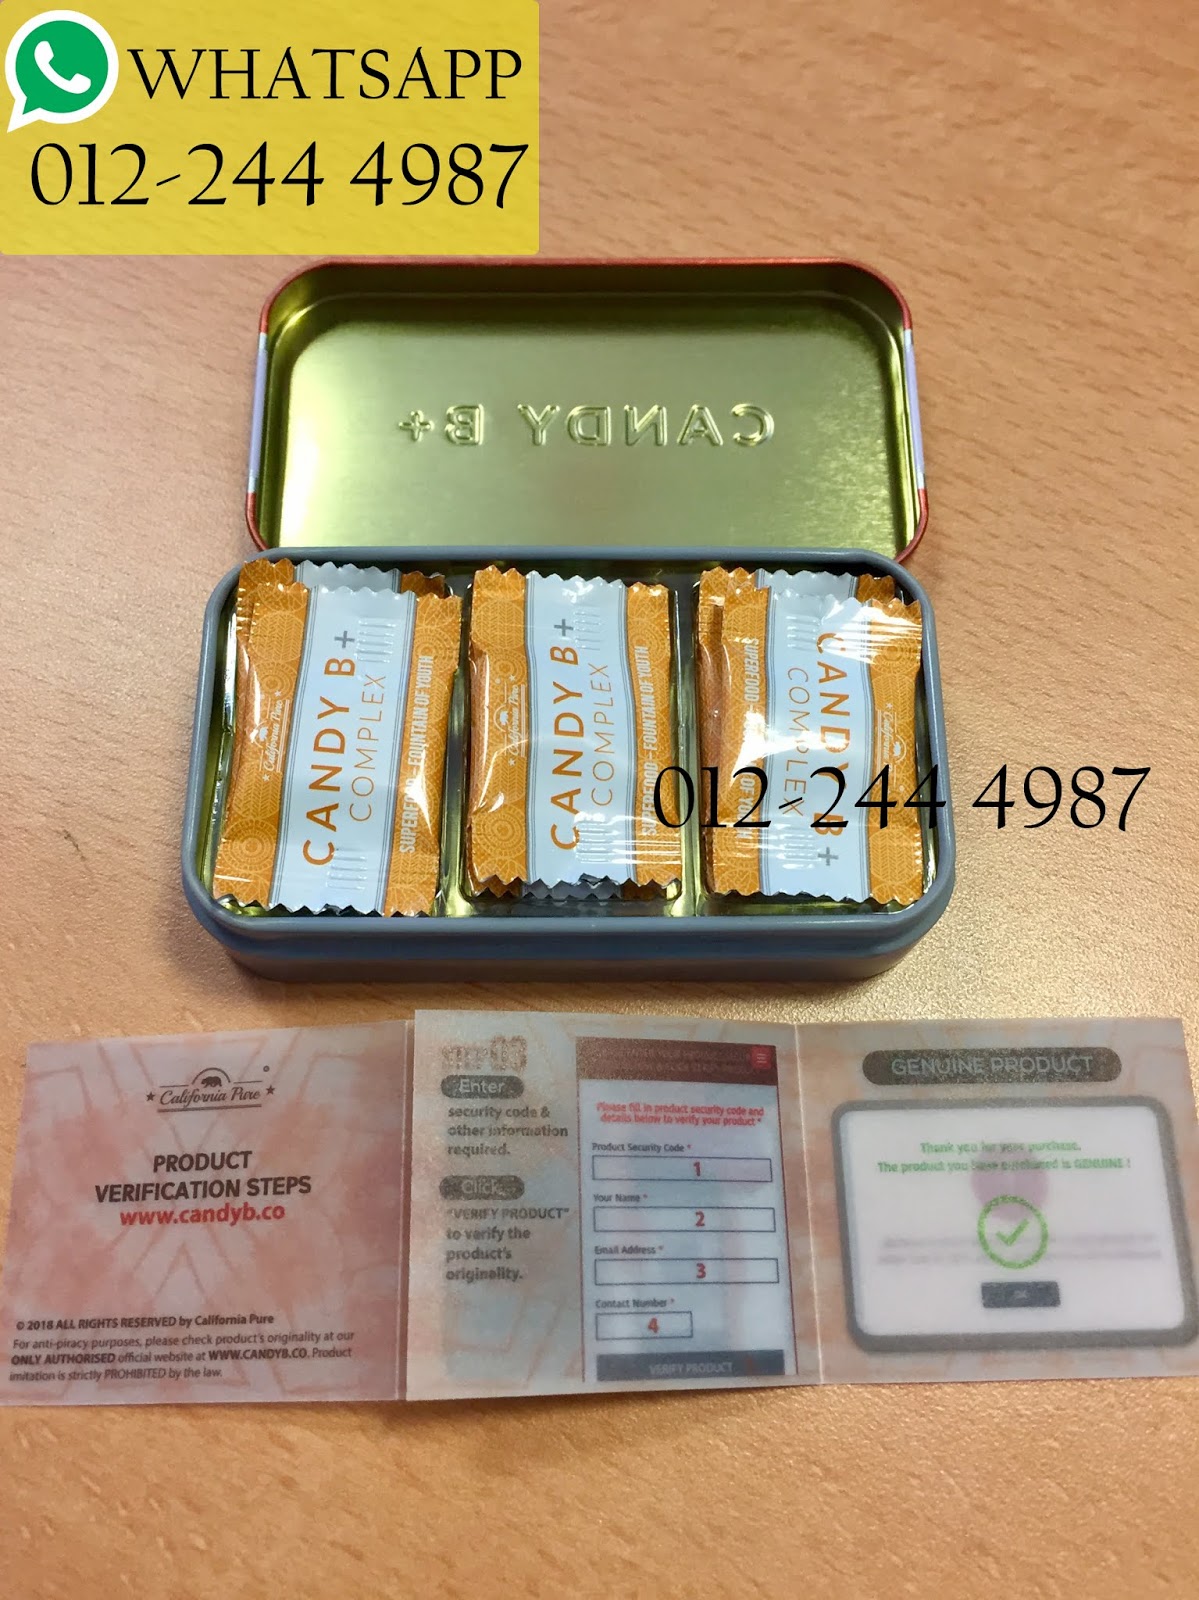 WHATSAPP
012-244 4987
CANDY B+
CANDY B+
COMPLEX
SUPERFOOD - FOUNTAIN OF YOUTH
California Pure
CANDY B+
COMPLEX
SUPERFOOD - FOUNTAIN OF YOUTH
California Pure
CANDY B+
COMPLEX
SUPERFOOD
OF
California Pure
012-244 4987
California Pure
PRODUCT
VERIFICATION STEPS
www.candyb.co
© 2018 ALL RIGHTS RESERVED by California Pure
For anti-piracy purposes, please check product's originality at our
ONLY AUTHORISED official website at WWW.CANDYB.CO. Product
imitation is strictly PROHIBITED by the law.
Enter
security code &
other information
required.
Click
"VERIFY PRODUCT"
to verify the
product's
originality.
Please fill in product security code and
details below to verify your product *
Product Security Code *
1
Your Name *
2
Email Address *
3
Contact Number *
4
VERIFY PRODUCT
GENUINE PRODUCT
Thank you for your purchase.
The product you have purchased is GENUINE !
OK